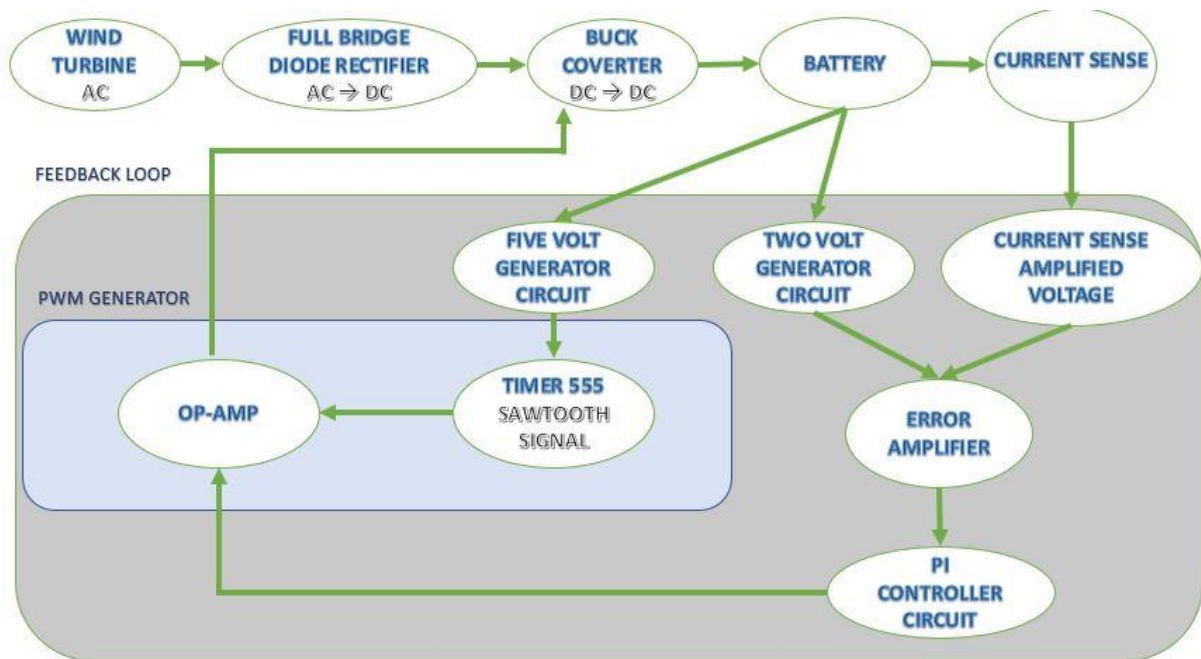 WIND
TURBINE
AC
FULL BRIDGE
DIODE RECTIFIER
AC → DC
BUCK
COVERTER
DC → DC
BATTERY
CURRENT SENSE
FEEDBACK LOOP
FIVE VOLT
GENERATOR
CIRCUIT
TWO VOLT
GENERATOR
CIRCUIT
CURRENT SENSE
AMPLIFIED
VOLTAGE
PWM GENERATOR
OP-AMP
TIMER 555
SAWTOOTH
SIGNAL
ERROR
AMPLIFIER
PI
CONTROLLER
CIRCUIT